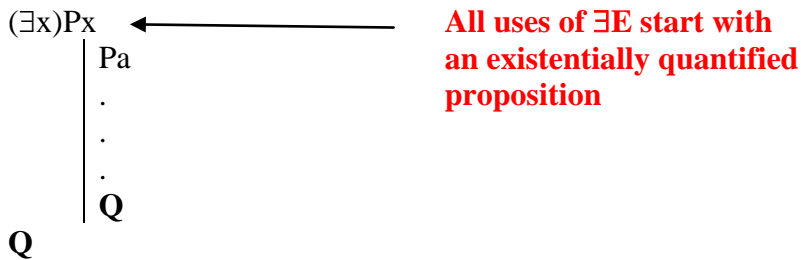 (∃x)Px
All uses of ∃E start with
an existentially quantified
proposition
Pa
.
.
.
Q
Q